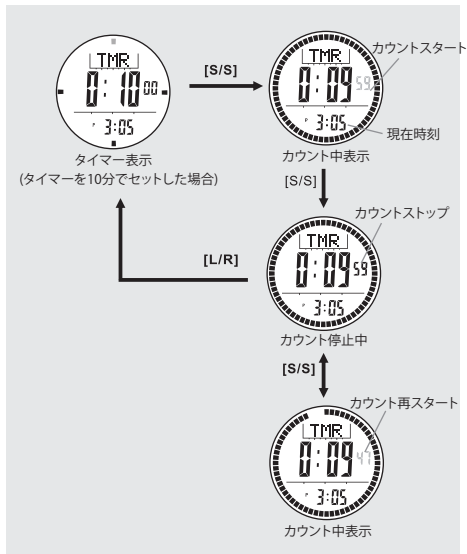 TMR
0:10 00
P 3:05
タイマー表示
(タイマーを10分でセットした場合)
[S/S]
TMR
0:09 59
P 3:05
カウントスタート
現在時刻
カウント中表示
[S/S]
カウントストップ
TMR
0:09 59
P 3:05
カウント停止中
[L/R]
[S/S]
カウント再スタート
TMR
0:09 47
P 3:05
カウント中表示